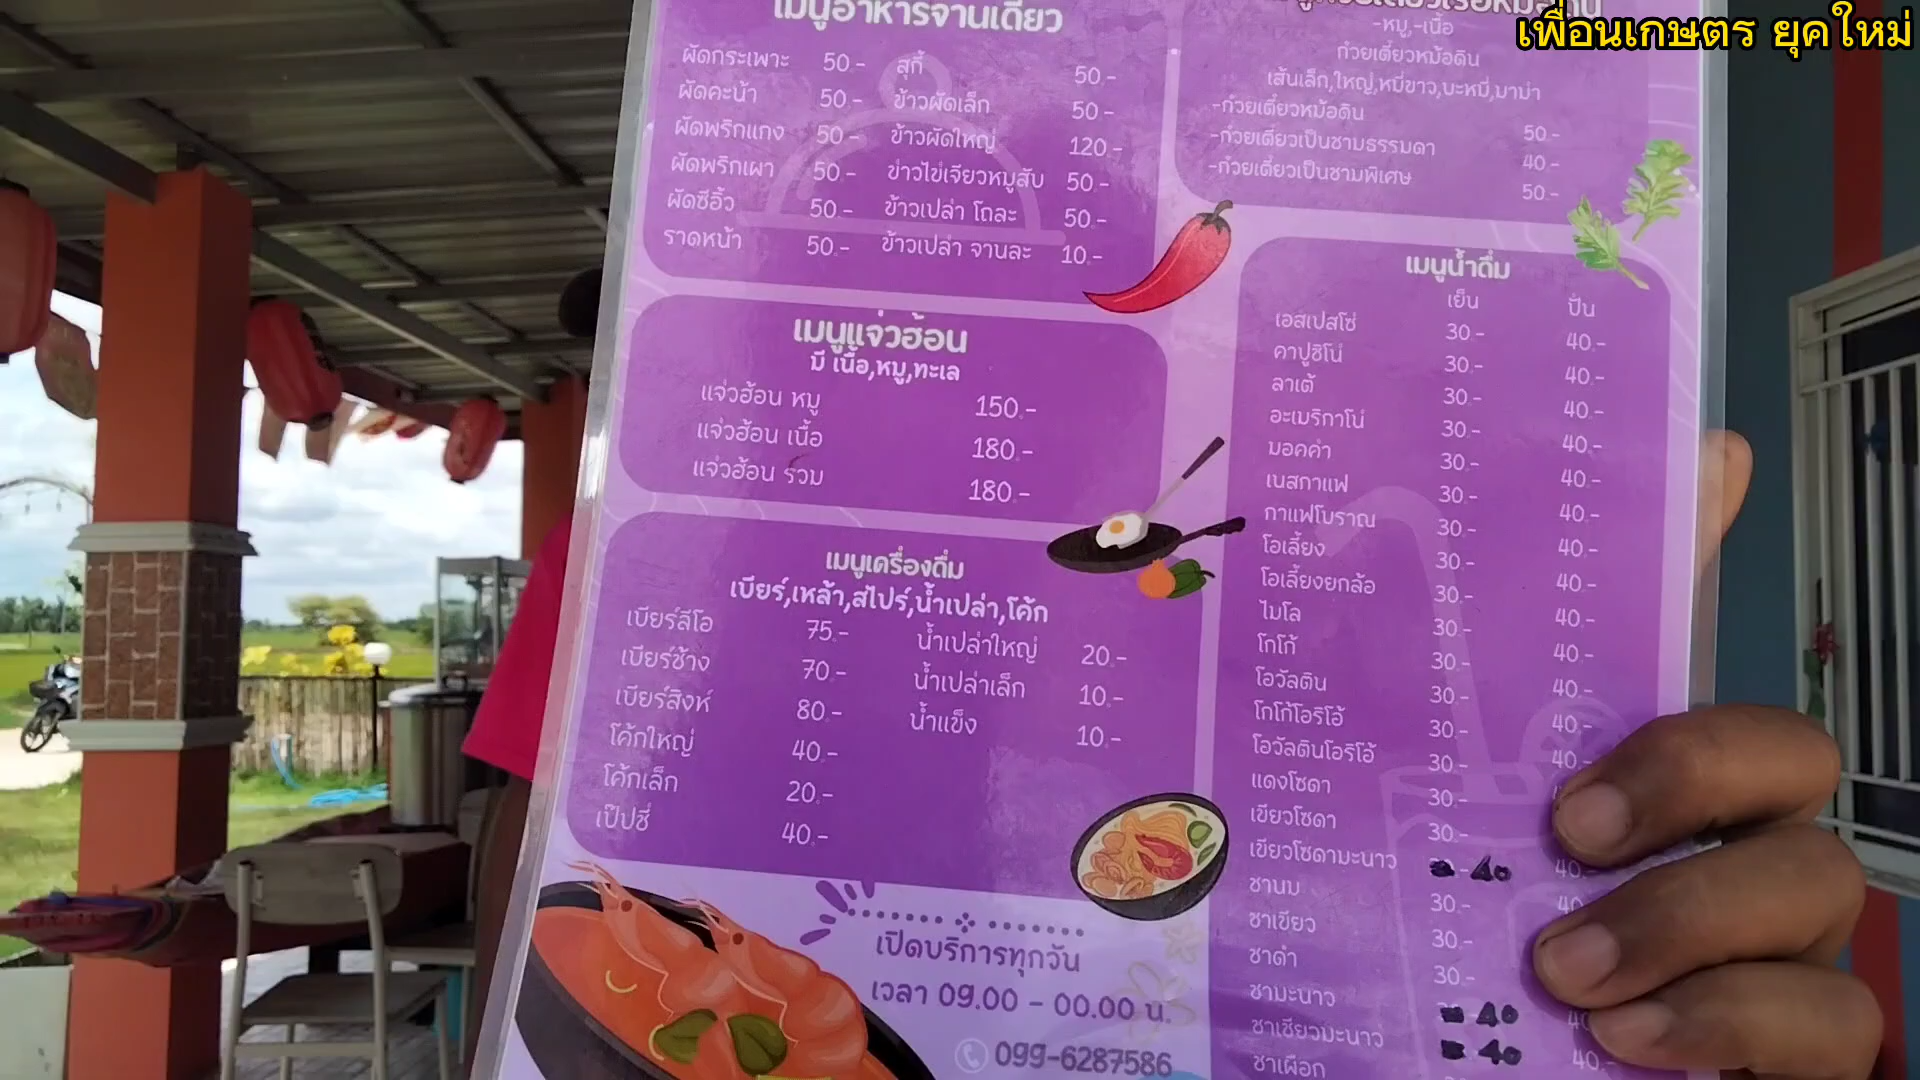 เพื่อนเกษตร ยุคใหม่
เมนูอาหารจานเดียว
ผัดกระเพาะ 50.- สุกี้ 50.-
ผัดคะน้า 50.- ข้าวผัดเล็ก 50.-
ผัดพริกแกง 50.- ข้าวผัดใหญ่ 120.-
ผัดพริกเผา 50.- ข่าวไข่เจียวหมูสับ 50.-
ผัดซีอิ้ว 50.- ข้าวเปล่า โถละ 50.-
ราดหน้า 50.- ข้าวเปล่า จานละ 10.-
เมนูแจ่วฮ้อน
มี เนื้อ,หมู,ทะเล
แจ่วฮ้อน หมู 150.-
แจ่วฮ้อน เนื้อ 180.-
แจ่วฮ้อน รวม 180.-
เมนูเครื่องดื่ม
เบียร์,เหล้า,สไปร์,น้ำเปล่า,โค้ก
เบียร์ลีโอ 75.- น้ำเปล่าใหญ่ 20.-
เบียร์ช้าง 70.- น้ำเปล่าเล็ก 10.-
เบียร์สิงห์ 80.- น้ำแข็ง 10.-
โค้กใหญ่ 40.-
โค้กเล็ก 20.-
เป๊ปซี่ 40.-
เปิดบริการทุกวัน
เวลา 09.00 - 00.00 น.
099-6287586
-หมู,-เนื้อ
ก๋วยเตี๋ยวหม้อดิน
เส้นเล็ก,ใหญ่,หมี่ขาว,บะหมี่,มาม่า
-ก๋วยเตี๋ยวหม้อดิน 50.-
-ก๋วยเตี๋ยวเป็นชามธรรมดา 40.-
-ก๋วยเตี๋ยวเป็นชามพิเศษ 50.-
เมนูน้ำดื่ม
เย็น ปั่น
เอสเปสโซ่ 30.- 40.-
คาปูชิโน่ 30.- 40.-
ลาเต้ 30.- 40.-
อะเมริกาโน่ 30.- 40.-
มอคค่า 30.- 40.-
เนสกาแฟ 30.- 40.-
กาแฟโบราณ 30.- 40.-
โอเลี้ยง 30.- 40.-
โอเลี้ยงยกล้อ 30.- 40.-
ไมโล 30.- 40.-
โกโก้ 30.- 40.-
โอวัลติน 30.- 40.-
โกโก้โอริโอ้ 30.- 40.-
โอวัลตินโอริโอ้ 30.-
แดงโซดา 30.-
เขียวโซดา 30.-
เขียวโซดามะนาว 40 40.-
ชานม 30.-
ชาเขียว 30.-
ชาดำ 30.-
ชามะนาว 40
ชาเขียวมะนาว 40 40.-
ชาเผือก